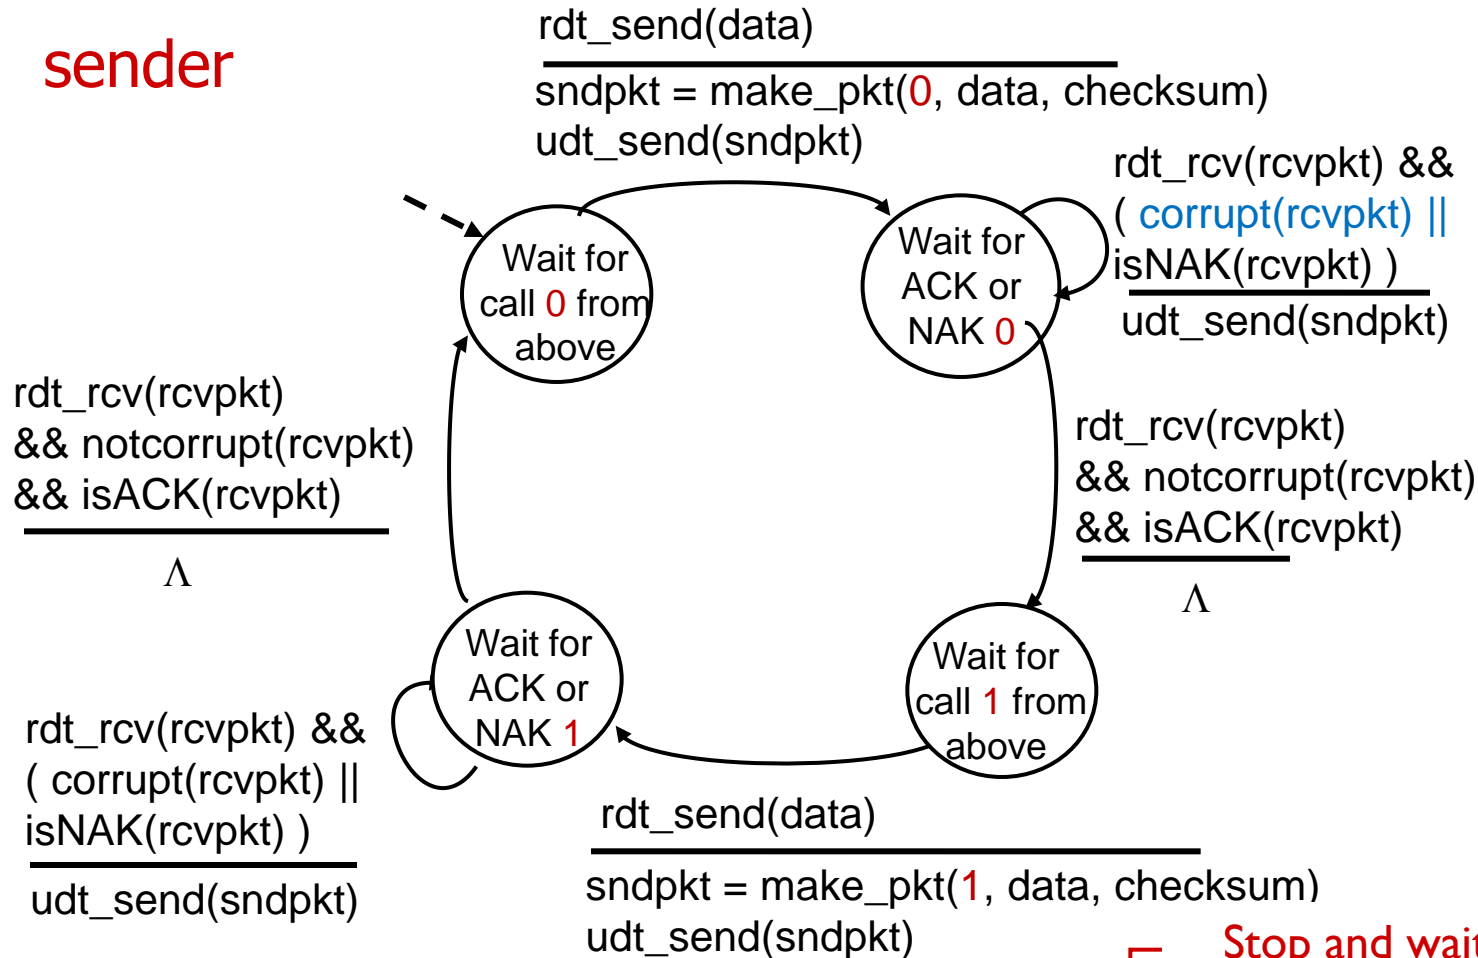 sender
rdt_send(data)
sndpkt = make_pkt(0, data, checksum)
udt_send(sndpkt)
rdt_rcv(rcvpkt) &&
( corrupt(rcvpkt) ||
isNAK(rcvpkt) )
udt_send(sndpkt)
Wait for
call 0 from
above
Wait for
ACK or
NAK 0
rdt_rcv(rcvpkt)
&& notcorrupt(rcvpkt)
&& isACK(rcvpkt)
Λ
rdt_rcv(rcvpkt)
&& notcorrupt(rcvpkt)
&& isACK(rcvpkt)
Λ
Wait for
ACK or
NAK 1
Wait for
call 1 from
above
rdt_rcv(rcvpkt) &&
( corrupt(rcvpkt) ||
isNAK(rcvpkt) )
udt_send(sndpkt)
rdt_send(data)
sndpkt = make_pkt(1, data, checksum)
udt_send(sndpkt)
Stop and wait